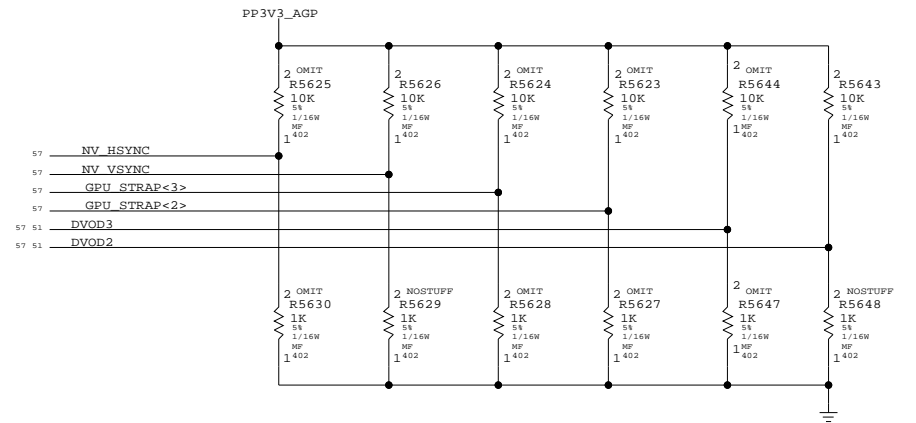 PP3V3_AGP
2 OMIT
R5625
10K
5%
1/16W
MF
1 402
2
R5626
10K
5%
1/16W
MF
1 402
2 OMIT
R5624
10K
5%
1/16W
MF
1 402
2 OMIT
R5623
10K
5%
1/16W
MF
1 402
2 OMIT
R5644
10K
5%
1/16W
MF
1 402
2
R5643
10K
5%
1/16W
MF
1 402
57 NV_HSYNC
57 NV_VSYNC
57 GPU_STRAP<3>
57 GPU_STRAP<2>
57 51 DVOD3
57 51 DVOD2
2 OMIT
R5630
1K
5%
1/16W
MF
1 402
2 NOSTUFF
R5629
1K
5%
1/16W
MF
1 402
2 OMIT
R5628
1K
5%
1/16W
MF
1 402
2 OMIT
R5627
1K
5%
1/16W
MF
1 402
2 OMIT
R5647
1K
5%
1/16W
MF
1 402
2 NOSTUFF
R5648
1K
5%
1/16W
MF
1 402